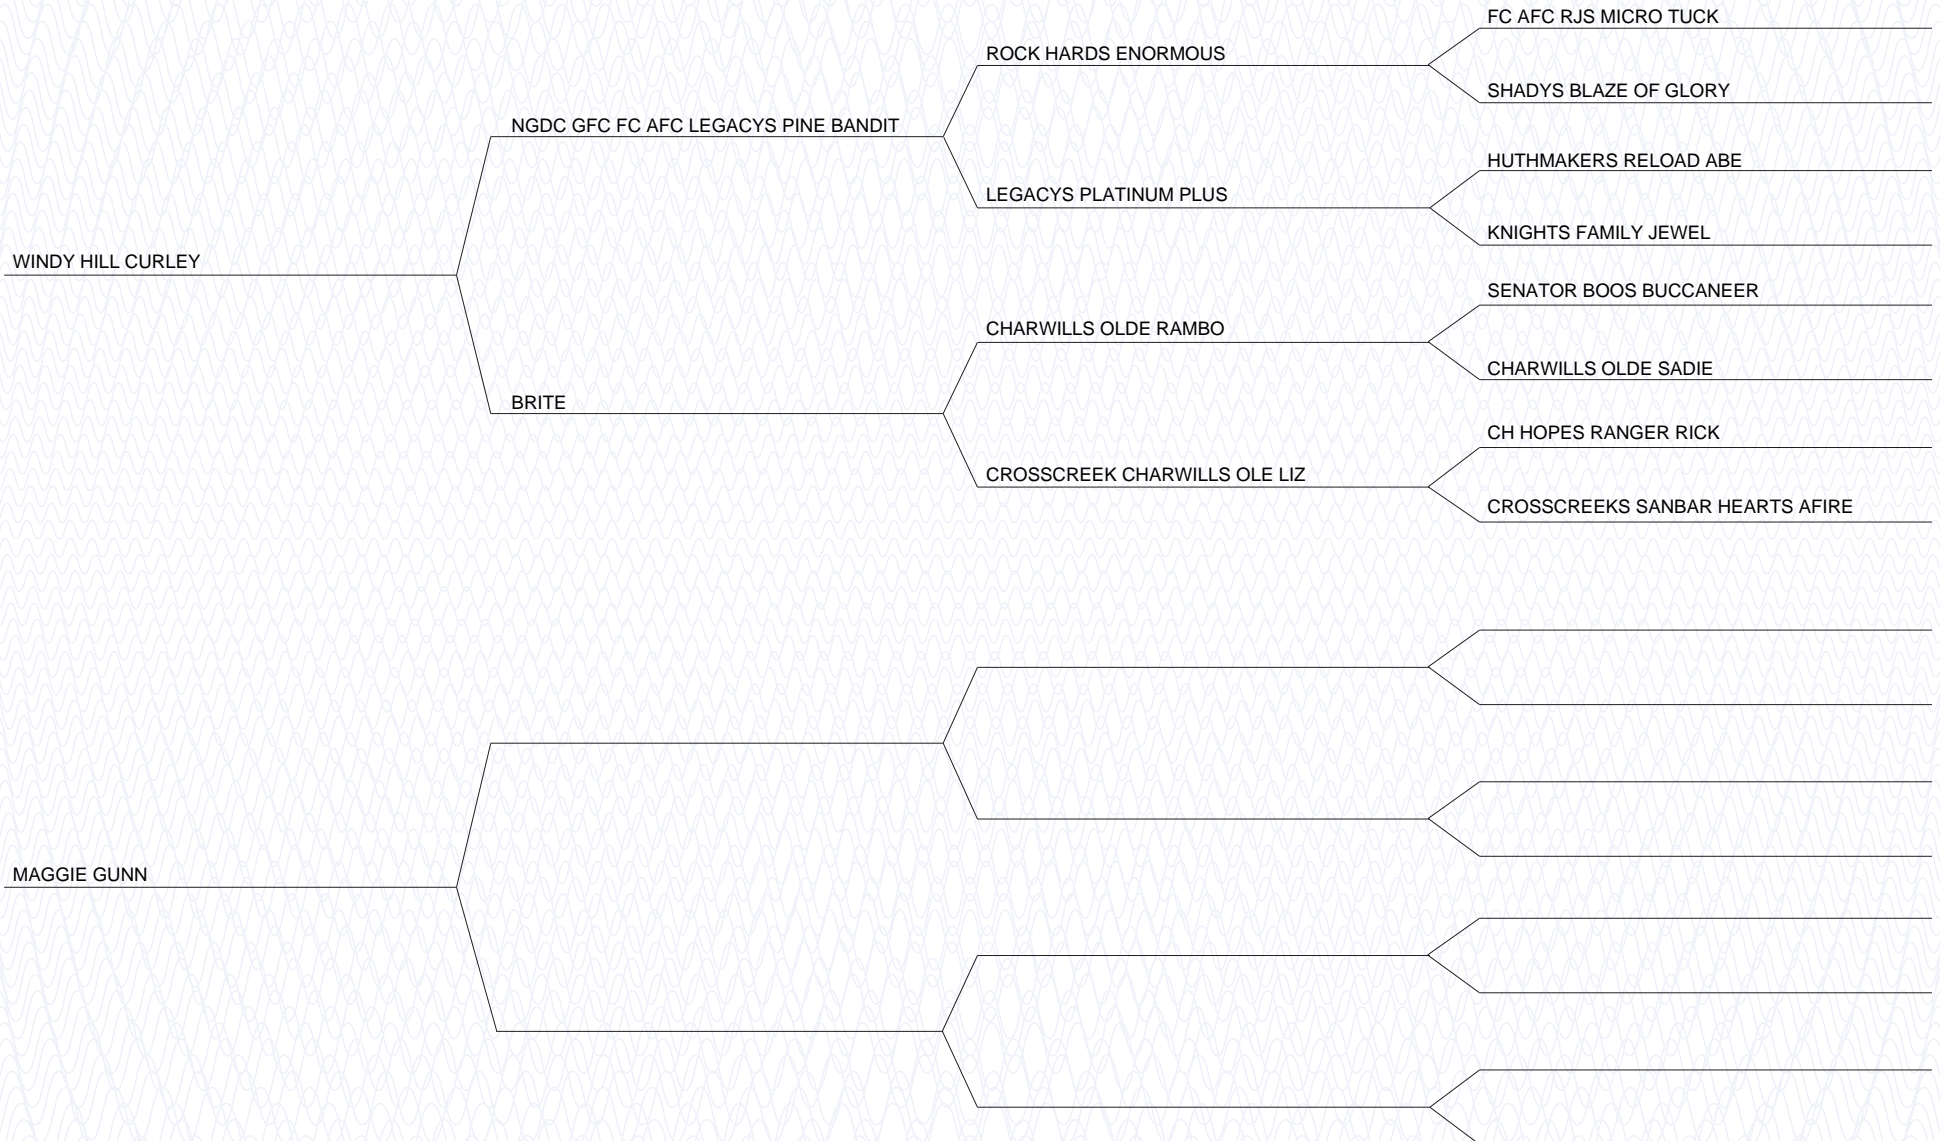 FC AFC RJS MICRO TUCK
ROCK HARDS ENORMOUS
SHADYS BLAZE OF GLORY
NGDC GFC FC AFC LEGACYS PINE BANDIT
HUTHMAKERS RELOAD ABE
LEGACYS PLATINUM PLUS
KNIGHTS FAMILY JEWEL
WINDY HILL CURLEY
SENATOR BOOS BUCCANEER
CHARWILLS OLDE RAMBO
CHARWILLS OLDE SADIE
BRITE
CH HOPES RANGER RICK
CROSSCREEK CHARWILLS OLE LIZ
CROSSCREEKS SANBAR HEARTS AFIRE
MAGGIE GUNN